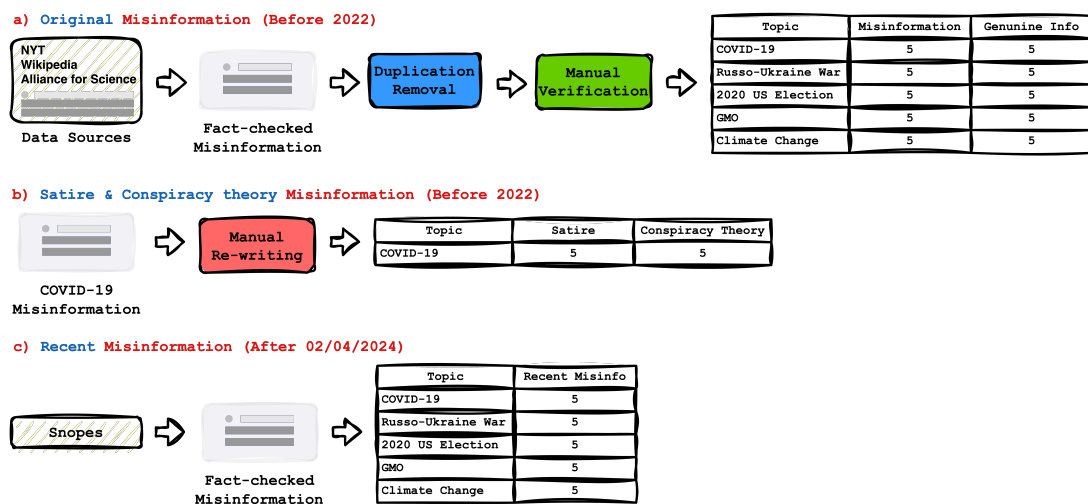 a) Original Misinformation (Before 2022)
NYT
Wikipedia
Alliance for Science
Data Sources
Fact-checked
Misinformation
Duplication
Removal
Manual
Verification
Topic Misinformation Genunine Info
COVID-19 5 5
Russo-Ukraine War 5 5
2020 US Election 5 5
GMO 5 5
Climate Change 5 5
b) Satire & Conspiracy theory Misinformation (Before 2022)
COVID-19
Misinformation
Manual
Re-writing
Topic Satire Conspiracy Theory
COVID-19 5 5
c) Recent Misinformation (After 02/04/2024)
Snopes
Fact-checked
Misinformation
Topic Recent Misinfo
COVID-19 5
Russo-Ukraine War 5
2020 US Election 5
GMO 5
Climate Change 5